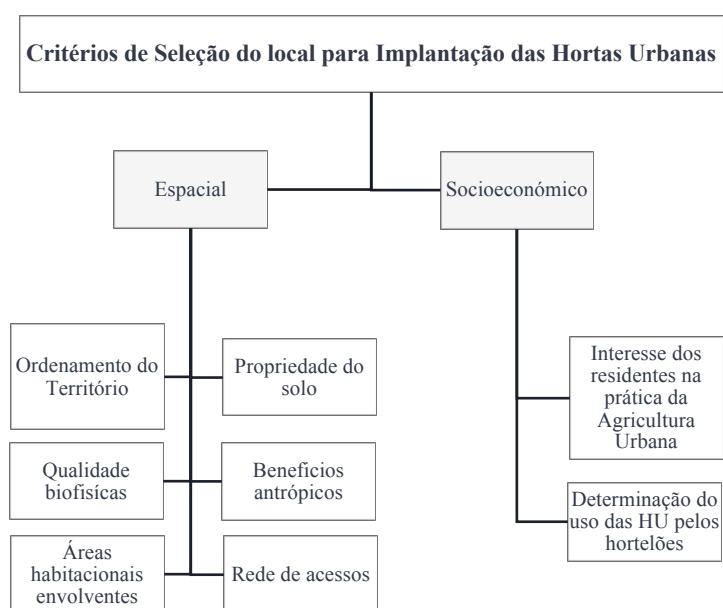 Critérios de Seleção do local para Implantação das Hortas Urbanas
Espacial
Socioeconómico
Ordenamento do
Território
Propriedade do
solo
Qualidade
biofisícas
Beneficios
antrópicos
Áreas
habitacionais
envolventes
Rede de acessos
Interesse dos
residentes na
prática da
Agricultura
Urbana
Determinação do
uso das HU pelos
hortelões